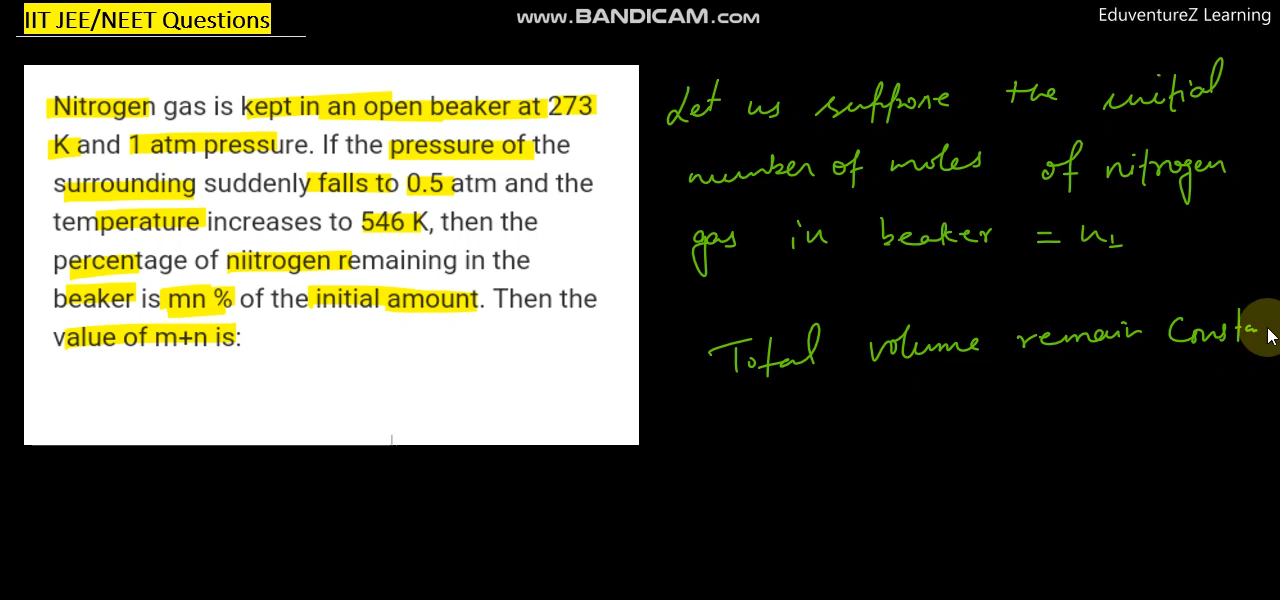 IIT JEE/NEET Questions
www.BANDICAM.com
EduventureZ Learning
Nitrogen gas is kept in an open beaker at 273
K and 1 atm pressure. If the pressure of the
surrounding suddenly falls to 0.5 atm and the
temperature increases to 546 K, then the
percentage of niitrogen remaining in the
beaker is mn % of the initial amount. Then the
value of m+n is:
Let us suppose the initial
number of moles of nitrogen
gas in beaker = n₁
Total volume remain Consta